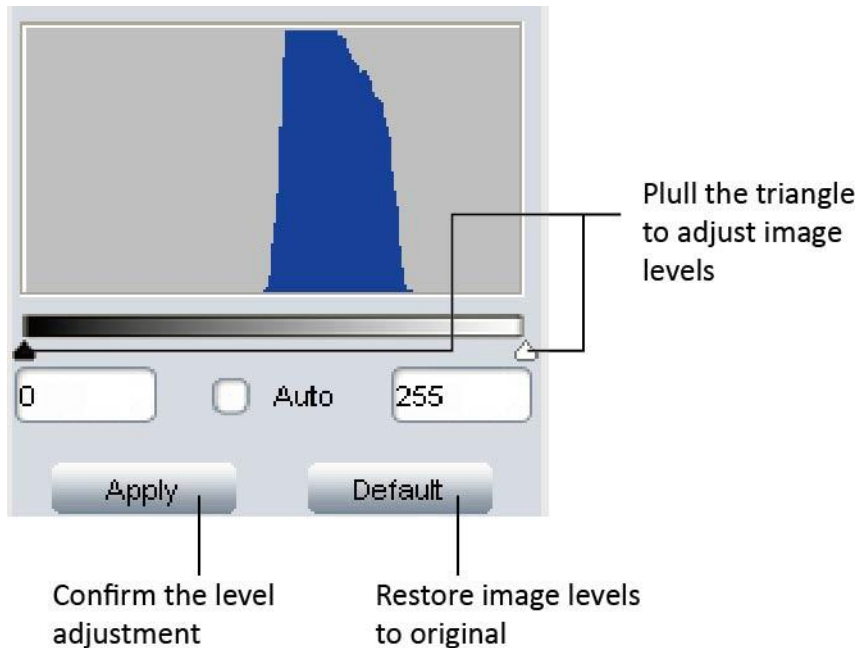 Plull the triangle
to adjust image
levels
0
Auto
255
Apply
Default
Confirm the level
adjustment
Restore image levels
to original